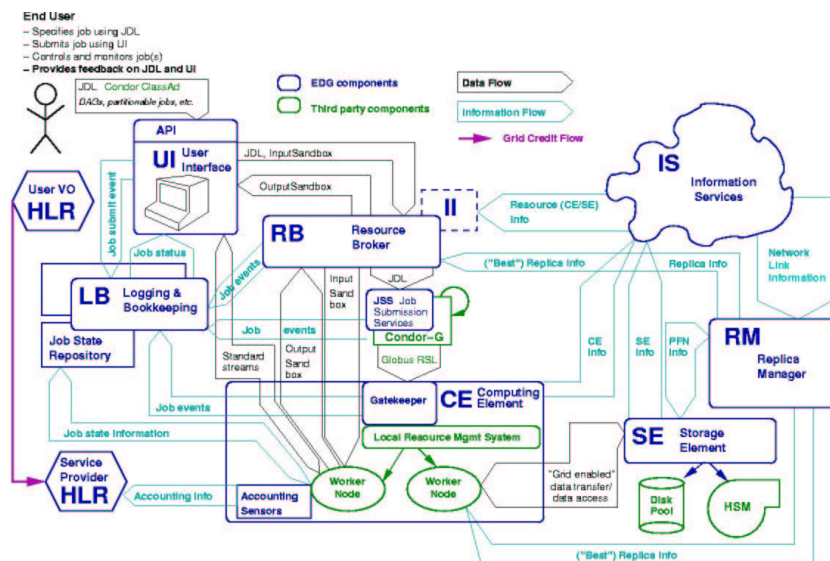 End User
– Specifies job using JDL
– Submits job using UI
– Controls and monitors job(s)
– Provides feedback on JDL and UI
JDL Condor ClassAd
DAGs, partitionable jobs, etc.
EDG components
Third party components
Data Flow
Information Flow
Grid Credit Flow
API
UI User
Interface
JDL, InputSandbox
OutputSandbox
User VO
HLR
Job submit event
Job status
II
Resource (CE/SE)
Info
IS
Information
Services
RB
Resource
Broker
Job events
LB
Logging &
Bookkeeping
Input
Sand
box
JDL
("Best") Replica Info
Replica Info
Network
Link
Information
JSS Job
Submission
Services
Condor-G
Job events
Job State
Repository
Standard
streams
Output
Sand
box
Globus RSL
CE
Info
SE
Info
PFN
Info
RM
Replica
Manager
Gatekeeper
CE Computing
Element
Job events
Job state Information
Local Resource Mgmt System
SE Storage
Element
Service
Provider
HLR
Accounting Info
Accounting
Sensors
Worker
Node
Worker
Node
"Grid enabled"
data transfer/
data access
Disk
Pool
HSM
("Best") Replica Info